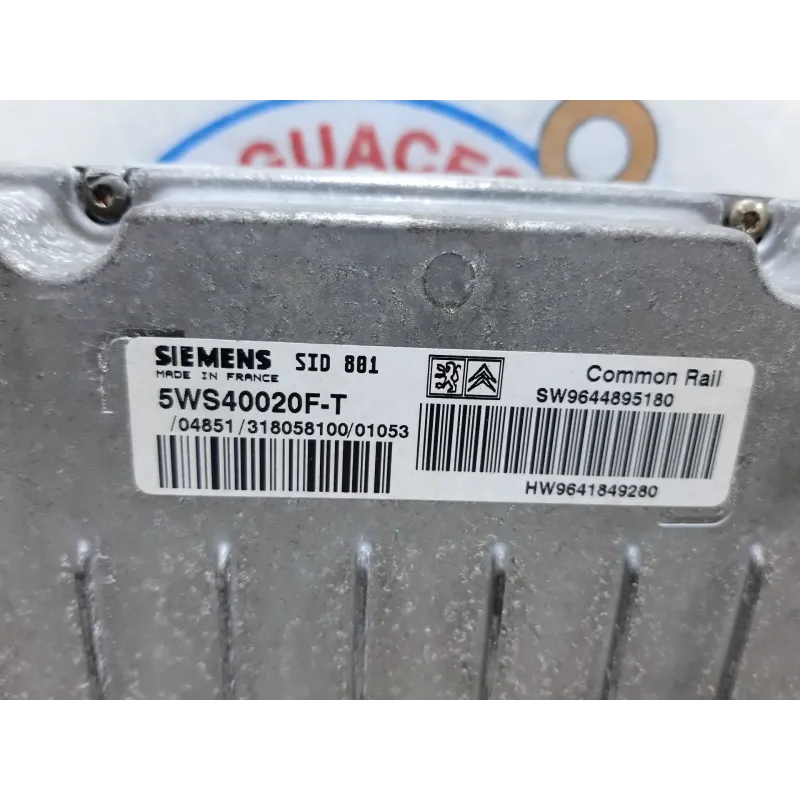 GUACES
SIEMENS SID 801
MADE IN FRANCE
5WS40020F-T
/04851/318058100/01053
Common Rail
SW9644895180
HW9641849280